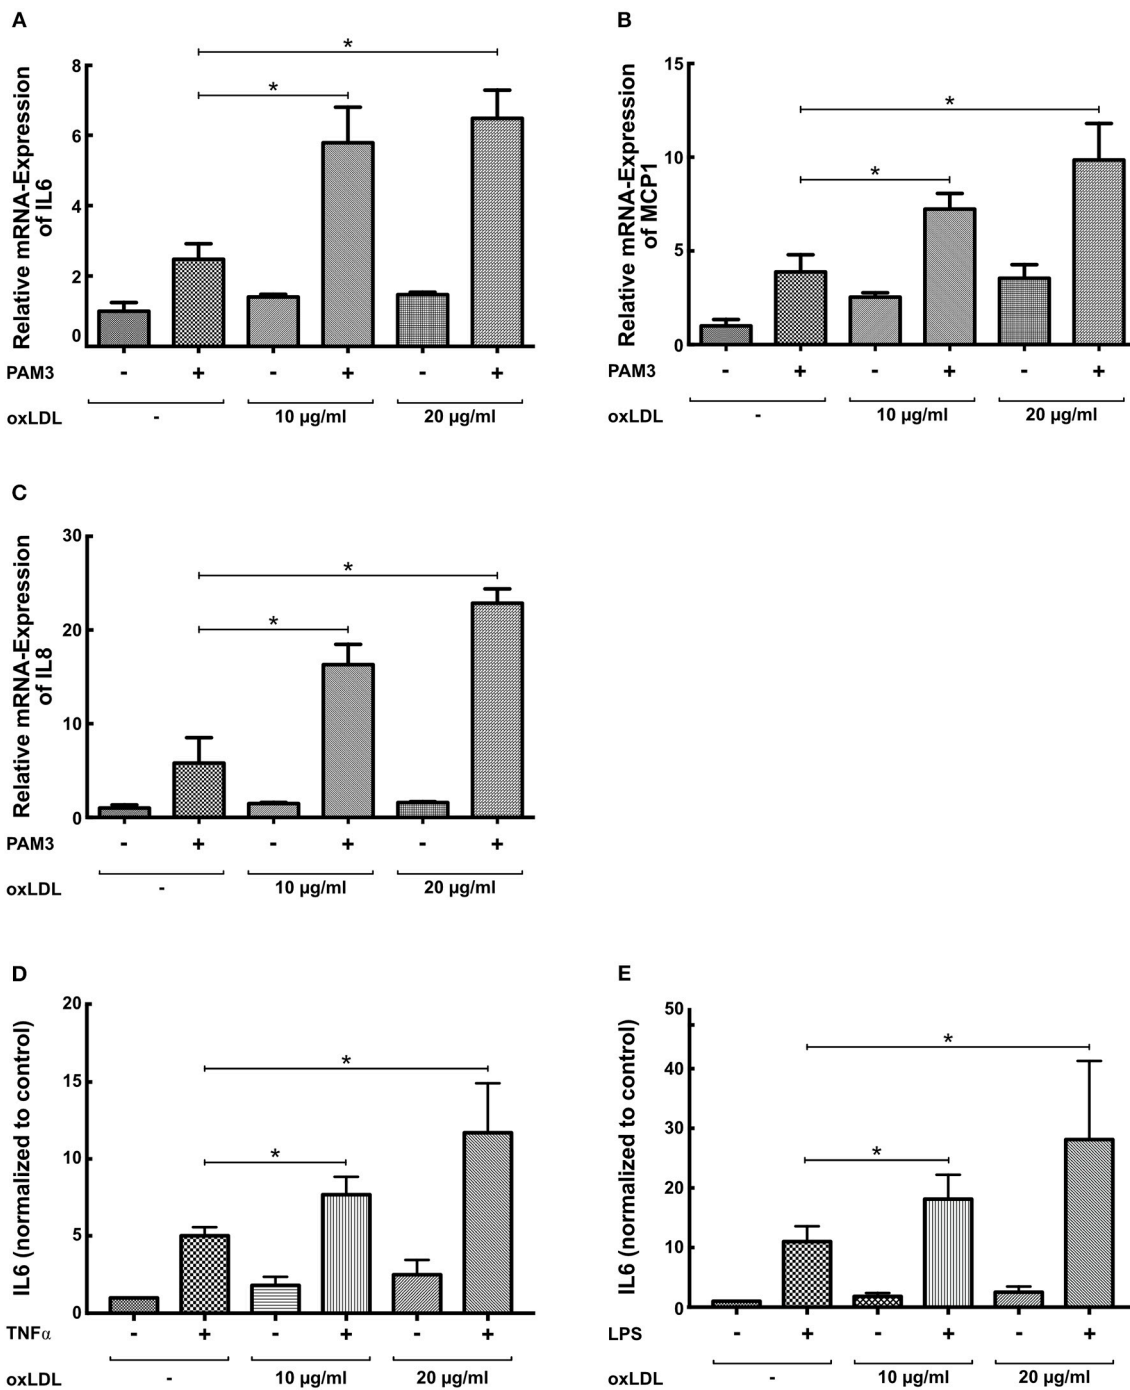 A
Relative mRNA-Expression
of IL6
8
6
4
2
0
*
*
PAM3 - + - + - +
oxLDL - 10 µg/ml 20 µg/ml
B
Relative mRNA-Expression
of MCP1
15
10
5
0
*
*
PAM3 - + - + - +
oxLDL - 10 µg/ml 20 µg/ml
C
Relative mRNA-Expression
of IL8
30
20
10
0
*
*
PAM3 - + - + - +
oxLDL - 10 µg/ml 20 µg/ml
D
IL6 (normalized to control)
20
15
10
5
0
*
*
TNFα - + - + - +
oxLDL - 10 µg/ml 20 µg/ml
E
IL6 (normalized to control)
50
40
30
20
10
0
*
*
LPS - + - + - +
oxLDL - 10 µg/ml 20 µg/ml